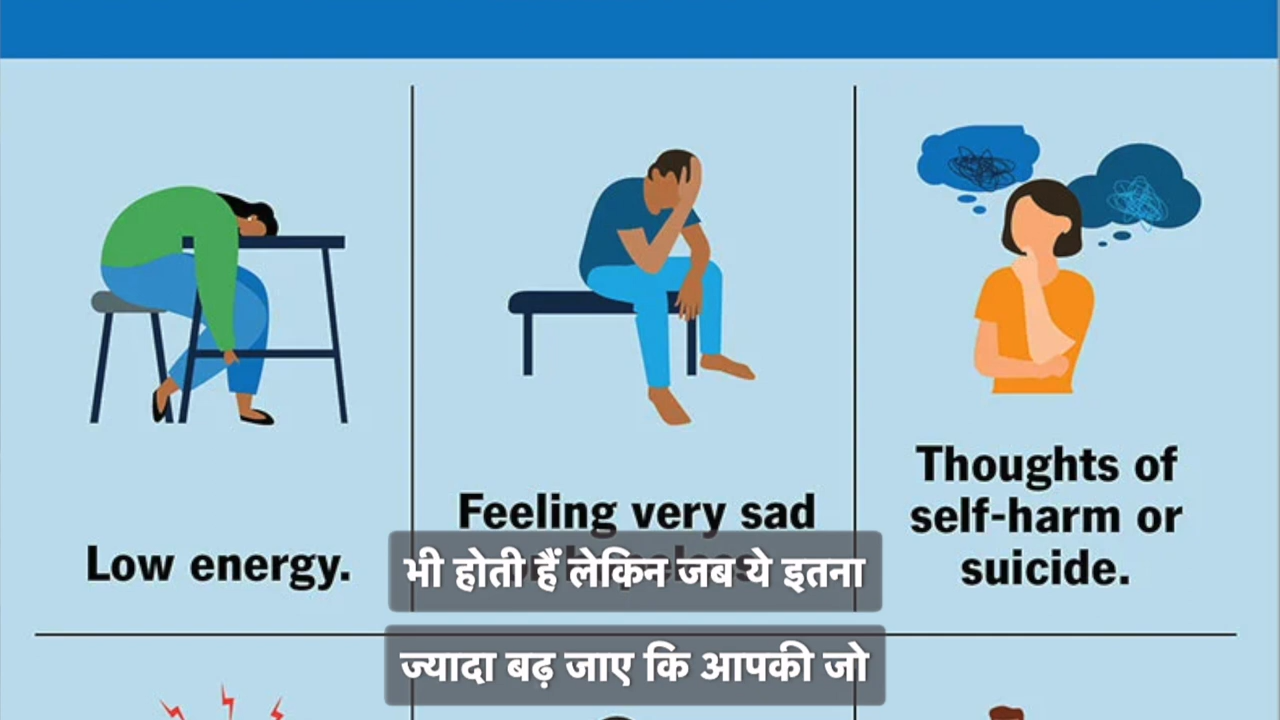 Low energy.
Feeling very sad
Thoughts of
self-harm or
suicide.
भी होती हैं लेकिन जब ये इतना
ज्यादा बढ़ जाए कि आपकी जो